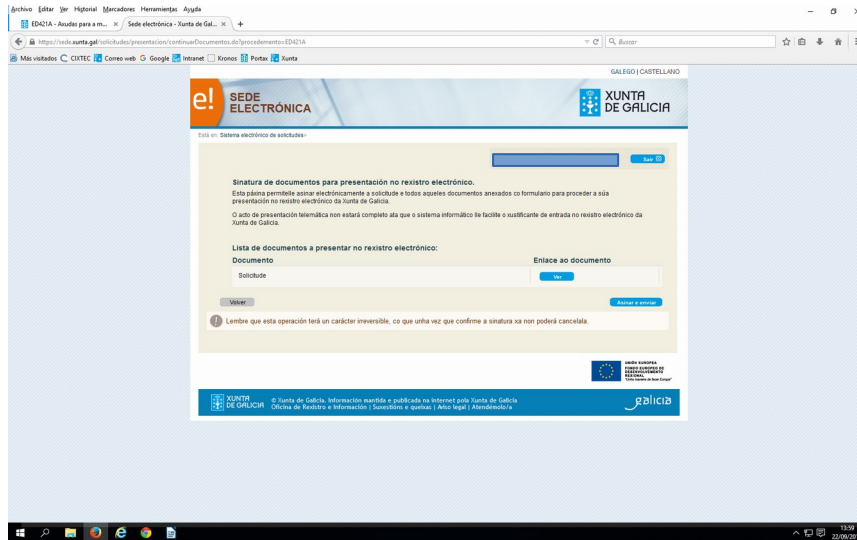 Archivo Editar Ver Historial Marcadores Herramientas Ayuda
ED421A - Axudas para a m... × Sede electrónica - Xunta de Gal... × +
https://sede.xunta.gal/solicitudes/presentacion/continuarDocumentos.do?procedemento=ED421A Buscar
Más visitados CIXTEC Correo web Google Intranet Kronos Portax Xunta
GALEGO | CASTELLANO
e! SEDE
ELECTRÓNICA
XUNTA
DE GALICIA
Está en: Sistema electrónico de solicitudes>
Sair
Sinatura de documentos para presentación no rexistro electrónico.
Esta páxina permitelle asinar electrónicamente a solicitude e todos aqueles documentos anexados co formulario para proceder a súa
presentación no rexistro electrónico da Xunta de Galicia.
O acto de presentación telemática non estará completo ata que o sistema informático lle facilite o xustificante de entrada no rexistro electrónico da
Xunta de Galicia.
Lista de documentos a presentar no rexistro electrónico:
Documento Enlace ao documento
Solicitude Ver
Volver Asinar e enviar
! Lembre que esta operación terá un carácter irreversible, co que unha vez que confirme a sinatura xa non poderá cancelala.
UNIÓN EUROPEA
FONDO EUROPEO DE
DESENVOLVEMENTO
REXIONAL
"Unha maneira de facer Europa"
XUNTA
DE GALICIA
© Xunta de Galicia. Información mantida e publicada na internet pola Xunta de Galicia
Oficina de Rexistro e Información | Suxestións e queixas | Aviso legal | Atendémolo/a
galicia
13:59
22/09/20